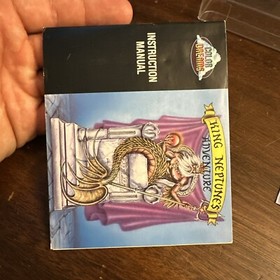 COLOR
DREAMS
INSTRUCTION
MANUAL
KING NEPTUNE'S
ADVENTURE